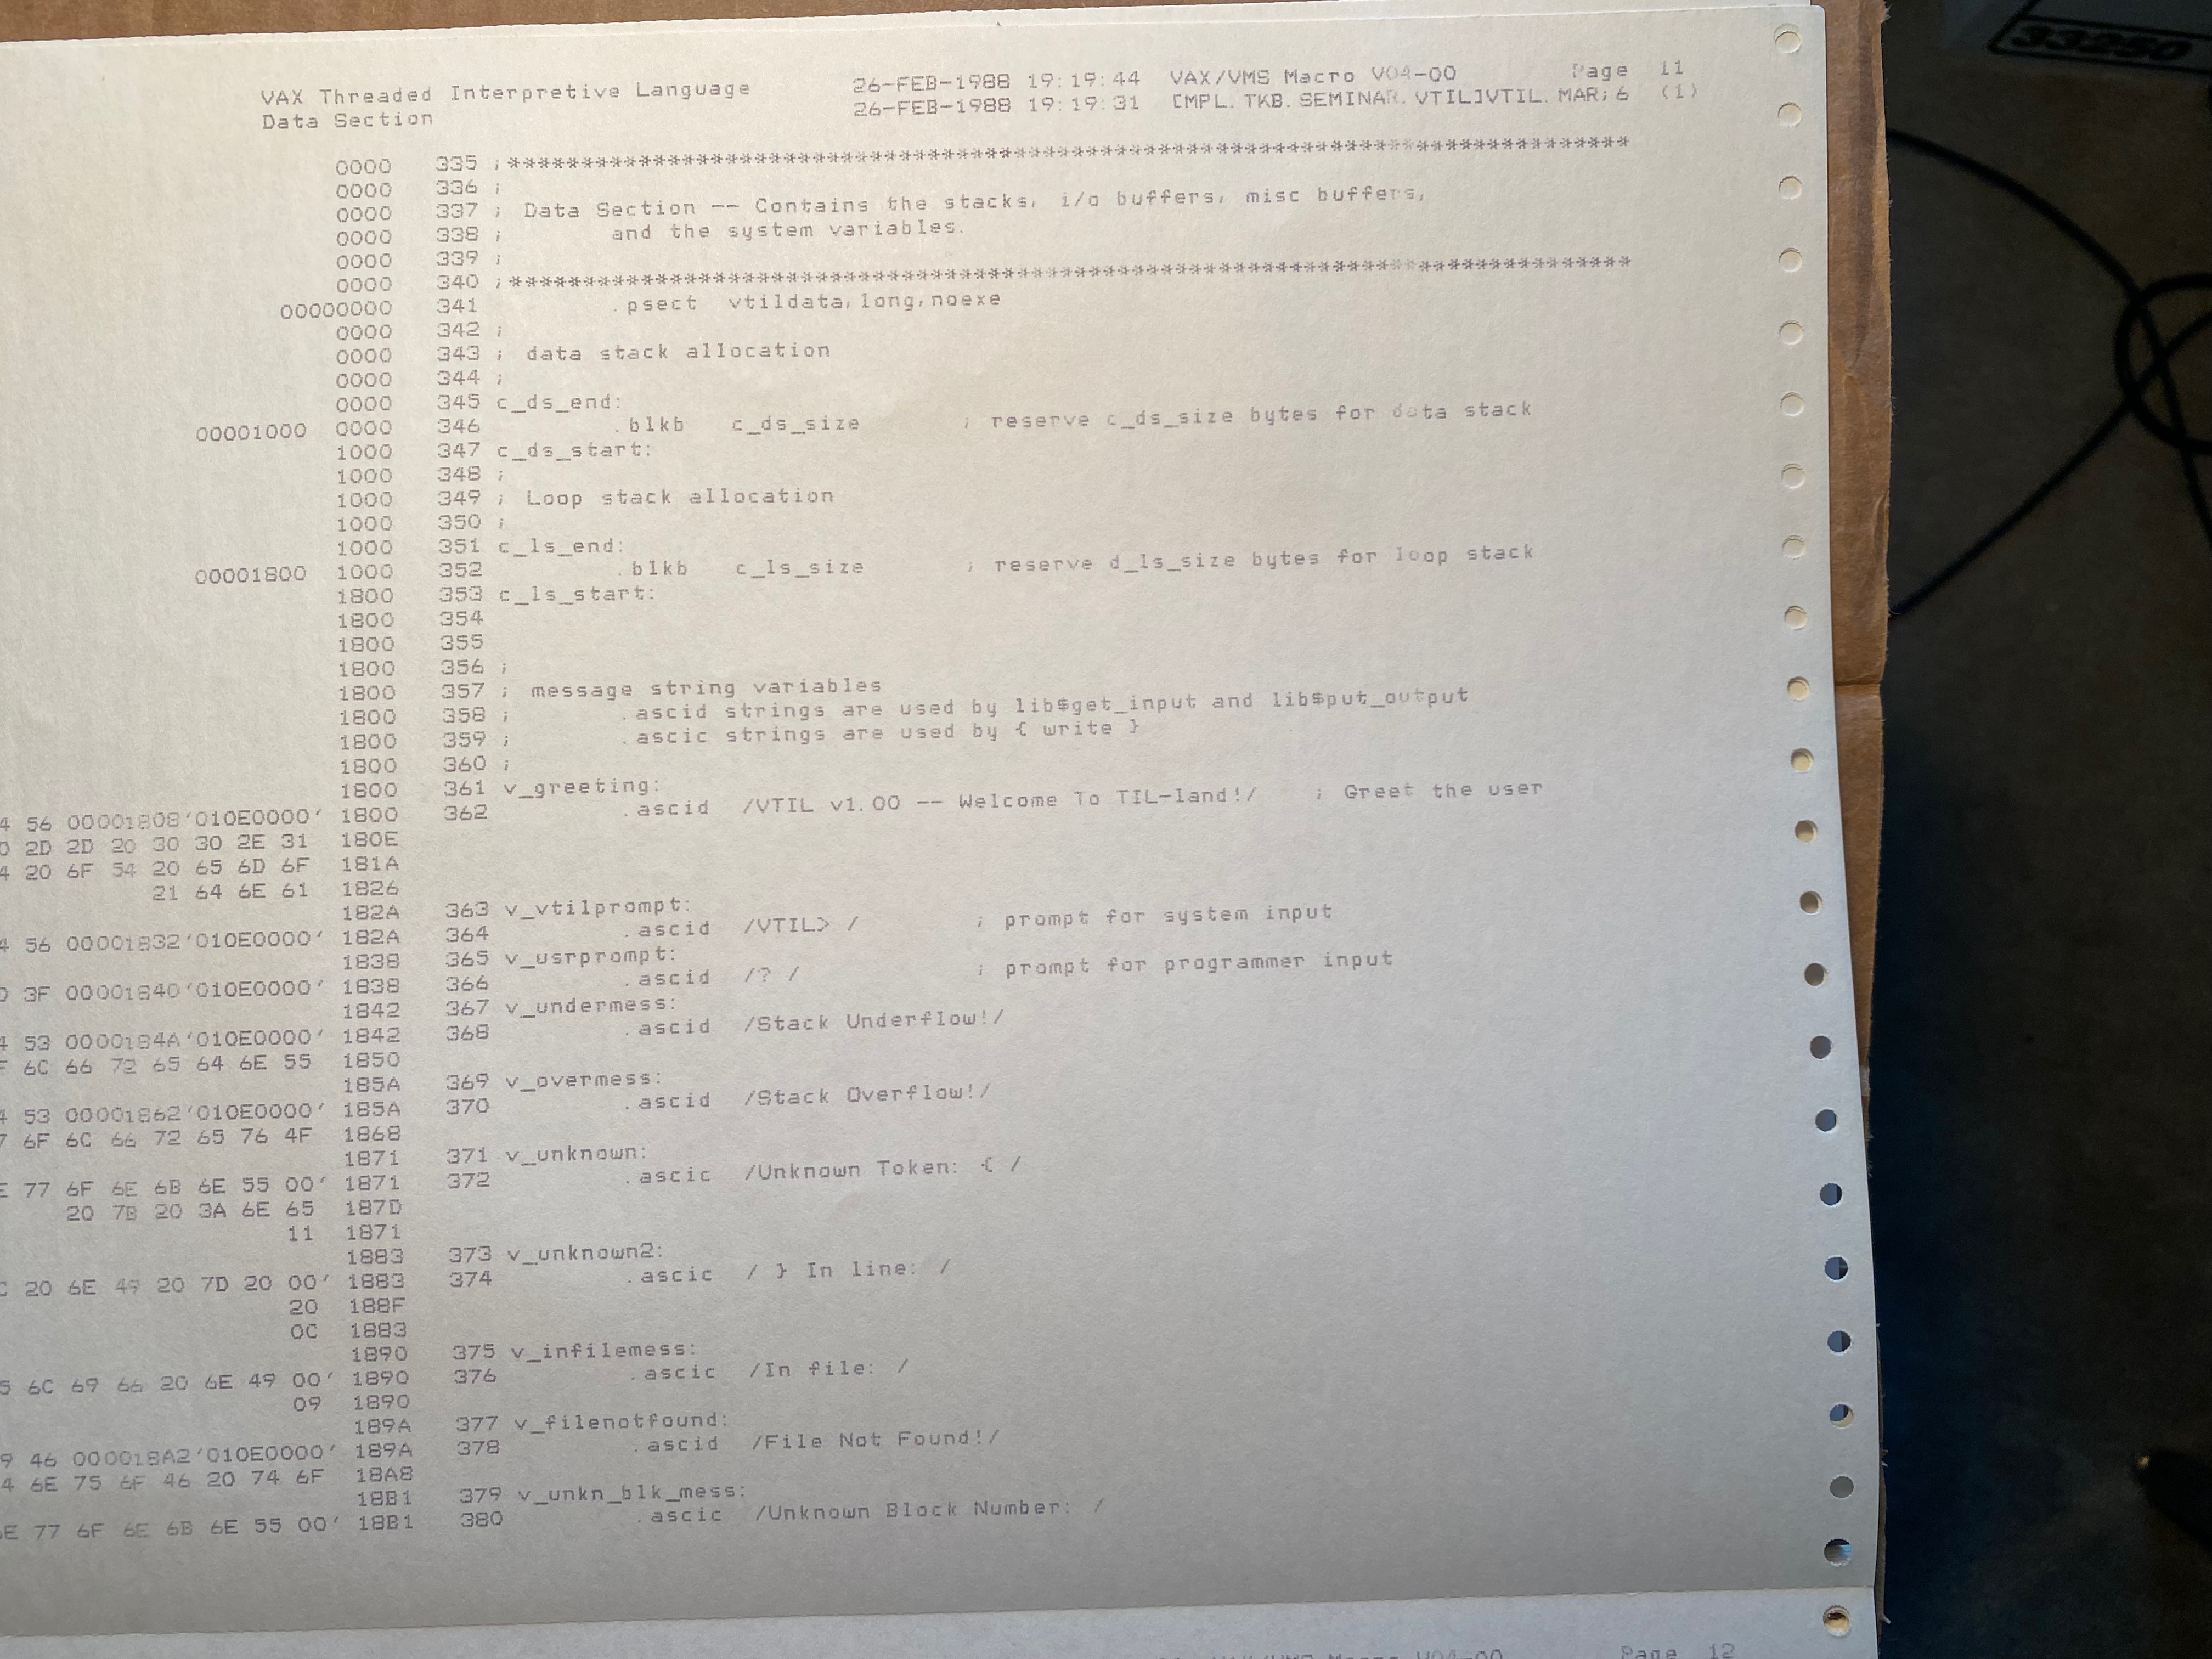 33250
VAX Threaded Interpretive Language 26-FEB-1988 19:19:44 VAX/VMS Macro V04-00 Page 11
Data Section 26-FEB-1988 19:19:31 [MPL.TKB.SEMINAR.VTIL]VTIL.MAR;6 (1)
0000 335 ;*****************************************************************************
0000 336 ;
0000 337 ; Data Section -- Contains the stacks, i/o buffers, misc buffers,
0000 338 ; and the system variables.
0000 339 ;
0000 340 ;*****************************************************************************
00000000 341 .psect vtildata,long,noexe
0000 342 ;
0000 343 ; data stack allocation
0000 344 ;
0000 345 c_ds_end:
00001000 0000 346 .blkb c_ds_size ; reserve c_ds_size bytes for data stack
1000 347 c_ds_start:
1000 348 ;
1000 349 ; Loop stack allocation
1000 350 ;
1000 351 c_ls_end:
00001800 1000 352 .blkb c_ls_size ; reserve d_ls_size bytes for loop stack
1800 353 c_ls_start:
1800 354
1800 355
1800 356 ;
1800 357 ; message string variables
1800 358 ; .ascid strings are used by lib$get_input and lib$put_output
1800 359 ; .ascic strings are used by { write }
1800 360 ;
1800 361 v_greeting:
4 56 00001808'010E0000' 1800 362 .ascid /VTIL v1.00 -- Welcome To TIL-land!/ ; Greet the user
0 2D 2D 20 30 30 2E 31 180E
4 20 6F 54 20 65 6D 6F 181A
21 64 6E 61 1826
182A 363 v_vtilprompt:
4 56 00001832'010E0000' 182A 364 .ascid /VTIL> / ; prompt for system input
1838 365 v_usrprompt:
0 3F 00001840'010E0000' 1838 366 .ascid /? / ; prompt for programmer input
1842 367 v_undermess:
4 53 0000184A'010E0000' 1842 368 .ascid /Stack Underflow!/
F 6C 66 72 65 64 6E 55 1850
185A 369 v_overmess:
4 53 00001862'010E0000' 185A 370 .ascid /Stack Overflow!/
7 6F 6C 66 72 65 76 4F 1868
1871 371 v_unknown:
E 77 6F 6E 6B 6E 55 00' 1871 372 .ascic /Unknown Token: { /
20 7B 20 3A 6E 65 187D
11 1871
1883 373 v_unknown2:
C 20 6E 49 20 7D 20 00' 1883 374 .ascic / } In line: /
20 188F
0C 1883
1890 375 v_infilemess:
5 6C 69 66 20 6E 49 00' 1890 376 .ascic /In file: /
09 1890
189A 377 v_filenotfound:
9 46 000018A2'010E0000' 189A 378 .ascid /File Not Found!/
4 6E 75 6F 46 20 74 6F 18A8
18B1 379 v_unkn_blk_mess:
6E 77 6F 6E 6B 6E 55 00' 18B1 380 .ascic /Unknown Block Number: /
VAX/VMS Macro V04-00 Page 12